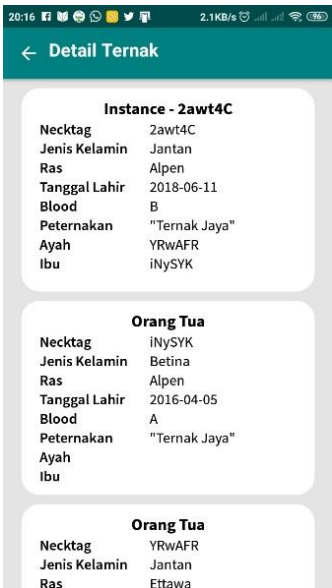 20:16 2.1KB/s 96
← Detail Ternak
Instance - 2awt4C
Necktag 2awt4C
Jenis Kelamin Jantan
Ras Alpen
Tanggal Lahir 2018-06-11
Blood B
Peternakan "Ternak Jaya"
Ayah YRwAFR
Ibu iNySYK
Orang Tua
Necktag iNySYK
Jenis Kelamin Betina
Ras Alpen
Tanggal Lahir 2016-04-05
Blood A
Peternakan "Ternak Jaya"
Ayah
Ibu
Orang Tua
Necktag YRwAFR
Jenis Kelamin Jantan
Ras Ettawa